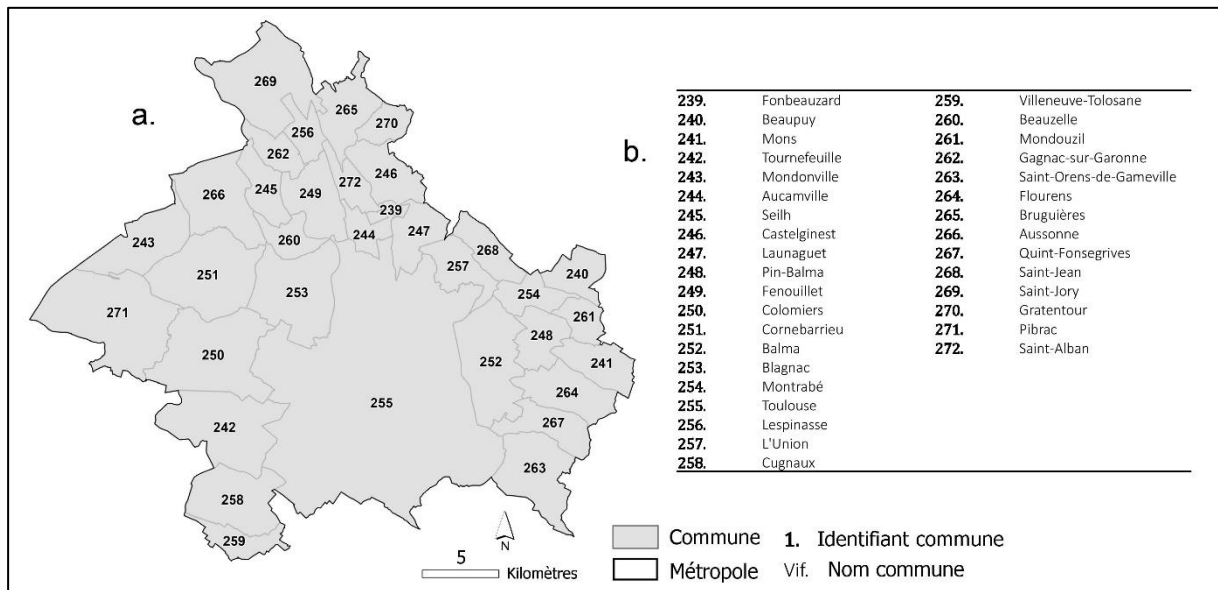 a.
269
265
256
270
262
272
246
266
245
249
239
243
244
247
260
268
251
257
240
253
254
271
261
248
250
252
241
264
255
242
267
263
258
259
b.
239. Fonbeauzard 259. Villeneuve-Tolosane
240. Beaupuy 260. Beauzelle
241. Mons 261. Mondouzil
242. Tournefeuille 262. Gagnac-sur-Garonne
243. Mondonville 263. Saint-Orens-de-Gameville
244. Aucamville 264. Flourens
245. Seilh 265. Bruguières
246. Castelginest 266. Aussonne
247. Launaguet 267. Quint-Fonsegrives
248. Pin-Balma 268. Saint-Jean
249. Fenouillet 269. Saint-Jory
250. Colomiers 270. Gratentour
251. Cornebarrieu 271. Pibrac
252. Balma 272. Saint-Alban
253. Blagnac
254. Montrabé
255. Toulouse
256. Lespinasse
257. L'Union
258. Cugnaux
N
5
Kilomètres
Commune 1. Identifiant commune
Métropole Vif. Nom commune